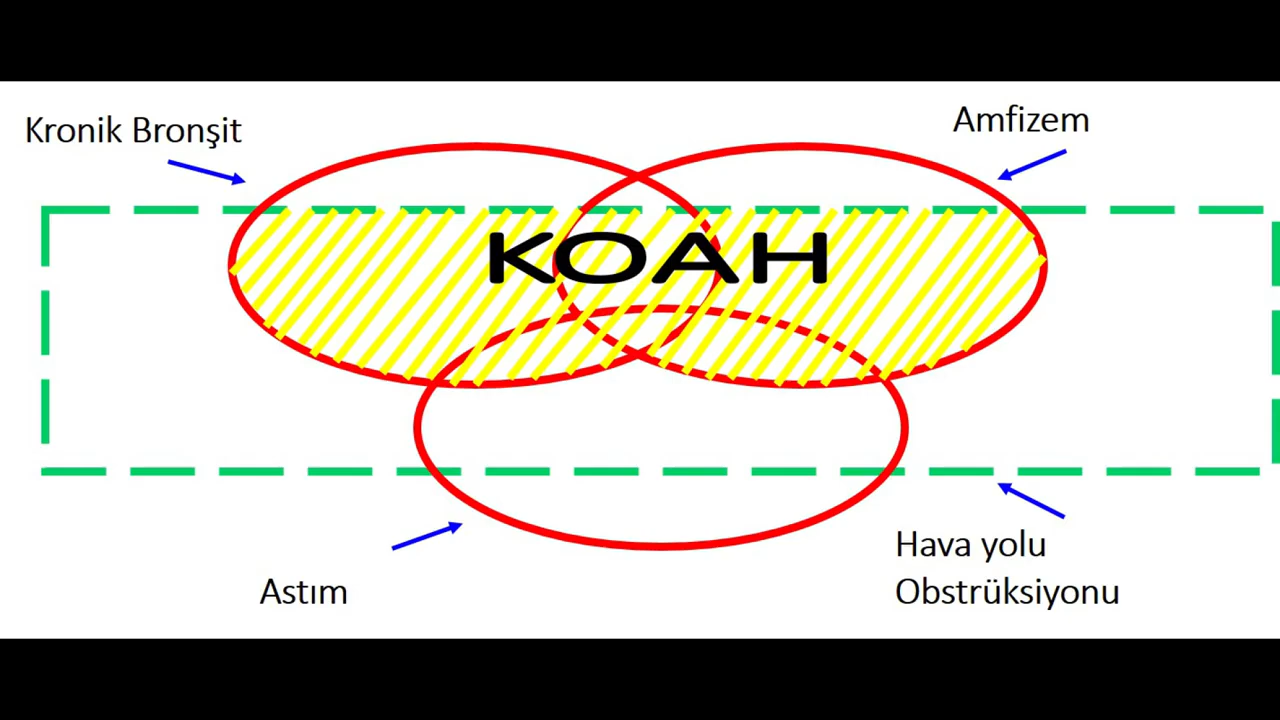 Kronik Bronşit
Amfizem
KOAH
Astım
Hava yolu
Obstrüksiyonu